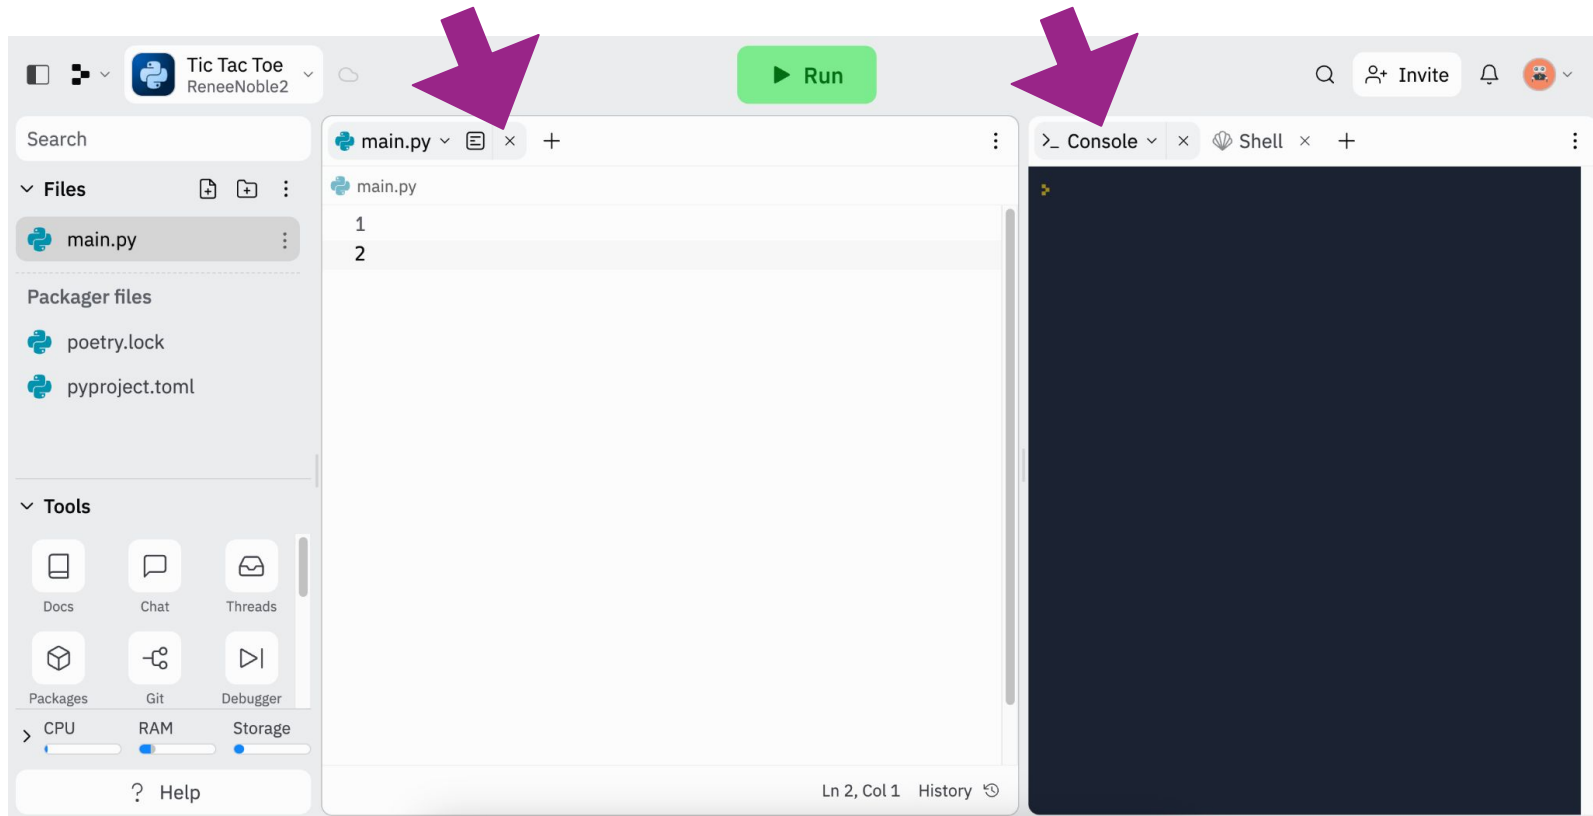 Tic Tac Toe
ReneeNoble2
Run
Invite
Search
Files
main.py
Packager files
poetry.lock
pyproject.toml
Tools
Docs Chat Threads
Packages Git Debugger
CPU RAM Storage
? Help
main.py
main.py
1
2
Ln 2, Col 1 History
>_ Console Shell